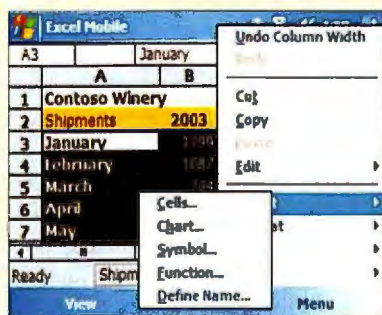 Excel Mobile
Undo Column Width
A3 January
A B
1 Contoso Winery
2 Shipments 2003
3 January
4 February
5 March
6 April
7 May
Cut
Copy
Edit
Cells...
Chart...
Symbol...
Function...
Define Name...
Ready
View Menu